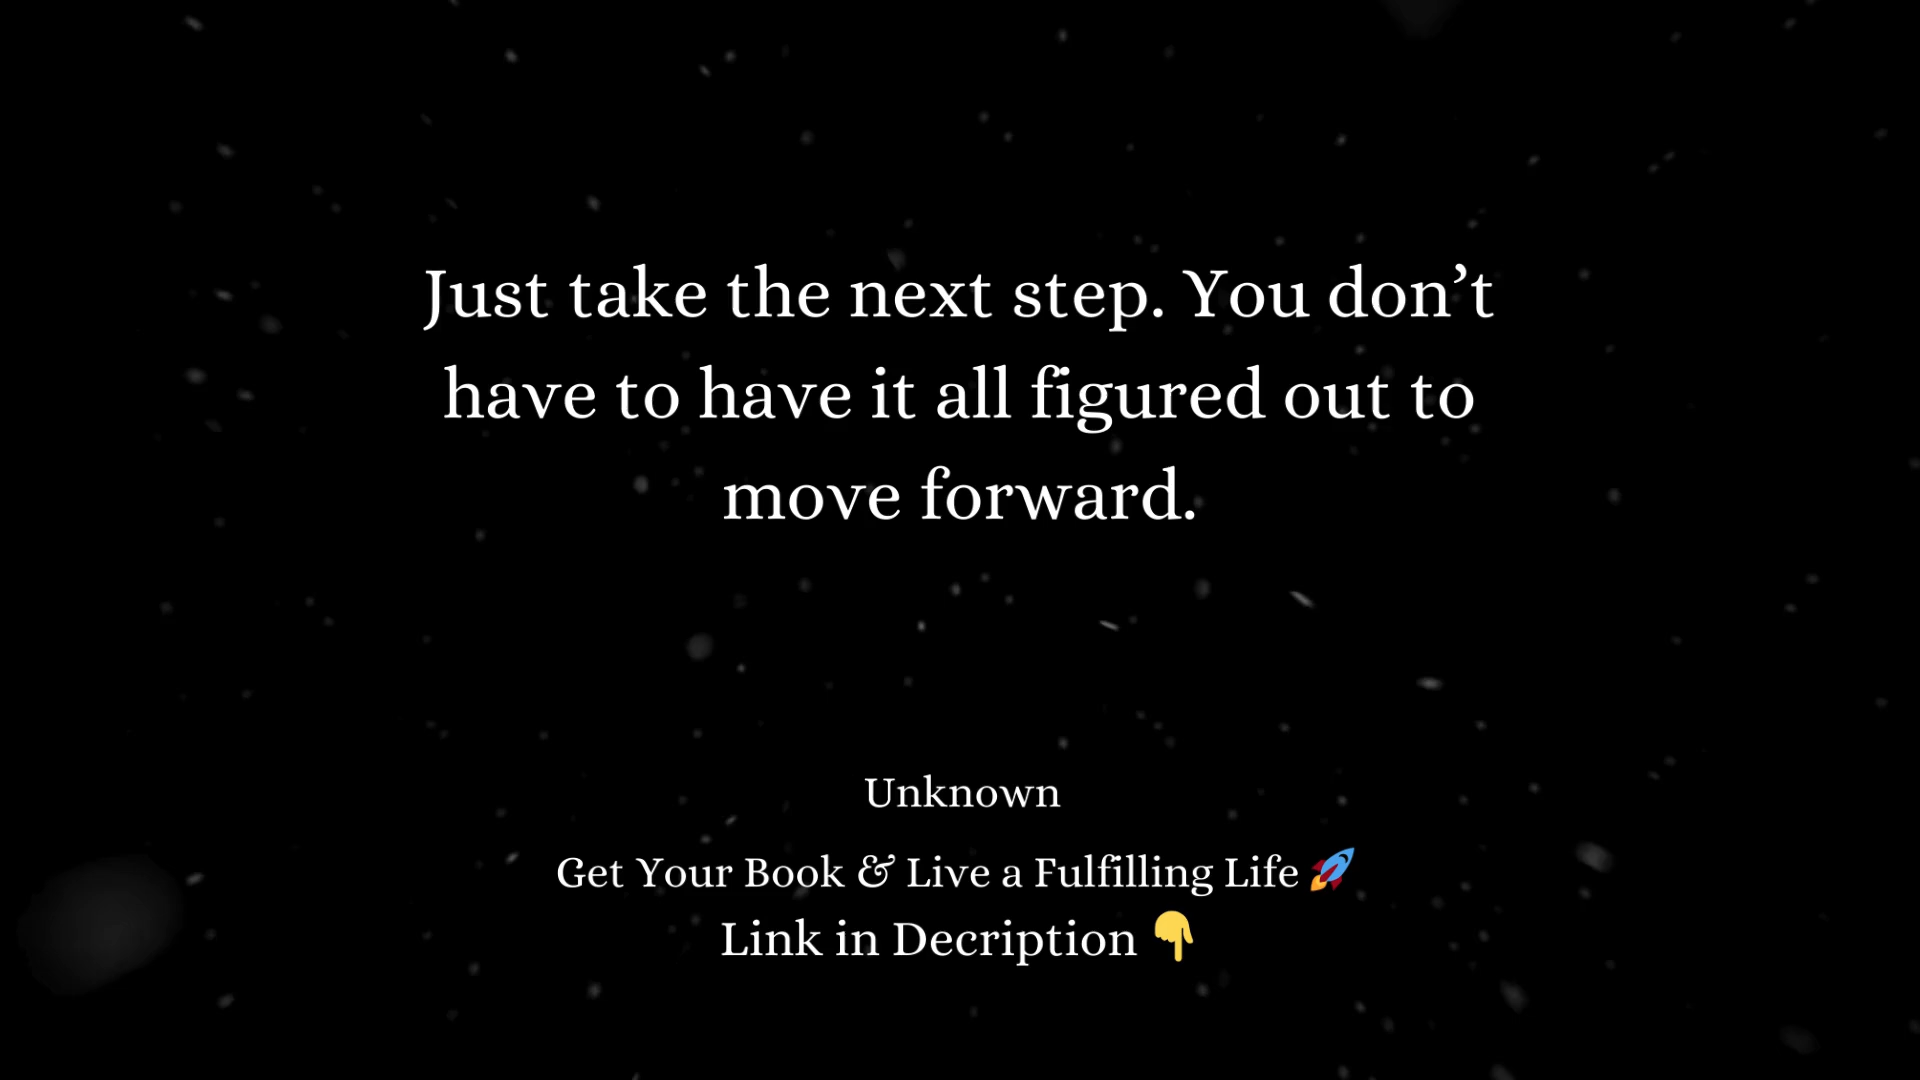 Just take the next step. You don’t
have to have it all figured out to
move forward.
Unknown
Get Your Book & Live a Fulfilling Life 🚀
Link in Decription 👇